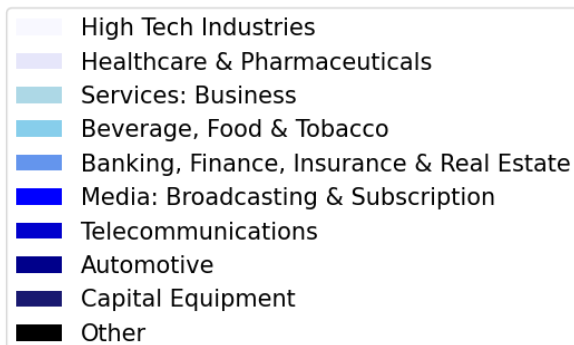 High Tech Industries
Healthcare & Pharmaceuticals
Services: Business
Beverage, Food & Tobacco
Banking, Finance, Insurance & Real Estate
Media: Broadcasting & Subscription
Telecommunications
Automotive
Capital Equipment
Other